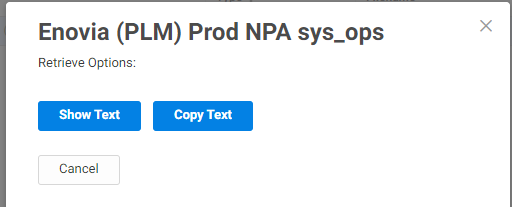 Enovia (PLM) Prod NPA sys_ops
Retrieve Options:
Show Text
Copy Text
Cancel